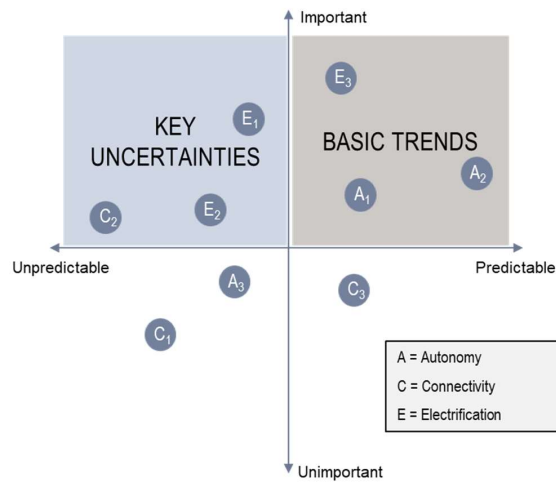 Important
E₃
E₁
KEY
UNCERTAINTIES
BASIC TRENDS
A₂
A₁
E₂
C₂
Unpredictable
Predictable
A₃
C₃
C₁
A = Autonomy
C = Connectivity
E = Electrification
Unimportant